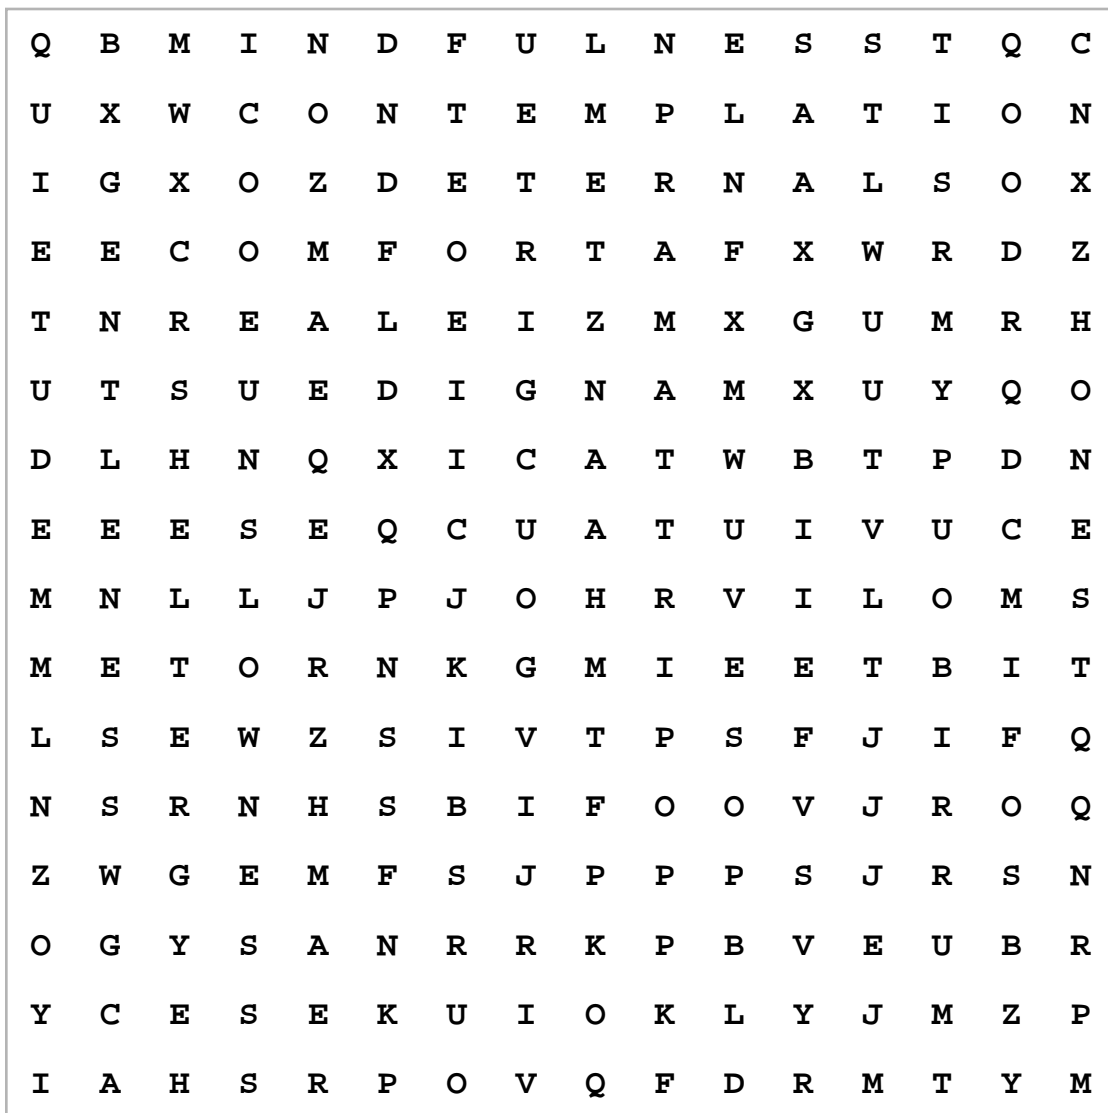 Q B M I N D F U L N E S S T Q C
U X W C O N T E M P L A T I O N
I G X O Z D E T E R N A L S O X
E E C O M F O R T A F X W R D Z
T N R E A L E I Z M X G U M R H
U T S U E D I G N A M X U Y Q O
D L H N Q X I C A T W B T P D N
E E E S E Q C U A T U I V U C E
M N L L J P J O H R V I L O M S
M E T O R N K G M I E E T B I T
L S E W Z S I V T P S F J I F Q
N S R N H S B I F O O V J R O Q
Z W G E M F S J P P P S J R S N
O G Y S A N R R K P B V E U B R
Y C E S E K U I O K L Y J M Z P
I A H S R P O V Q F D R M T Y M